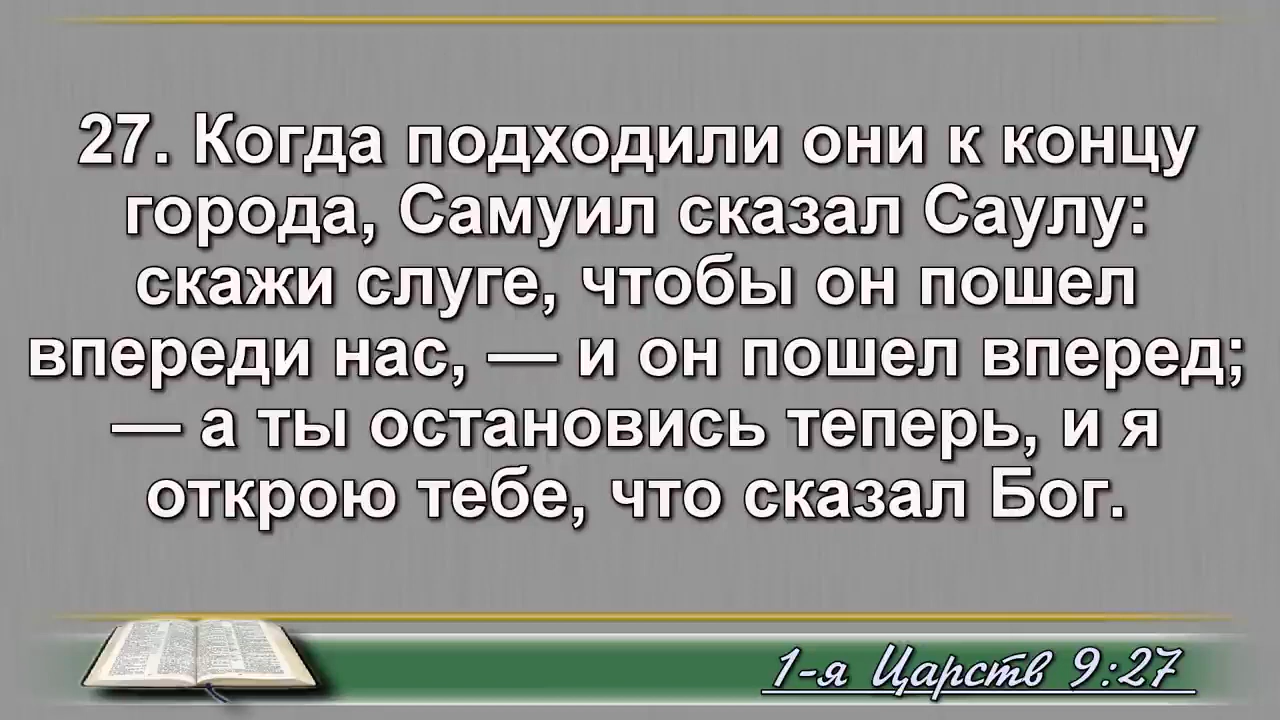 27. Когда подходили они к концу
города, Самуил сказал Саулу:
скажи слуге, чтобы он пошел
впереди нас, — и он пошел вперед;
— а ты остановись теперь, и я
открою тебе, что сказал Бог.
1-я Царств 9:27